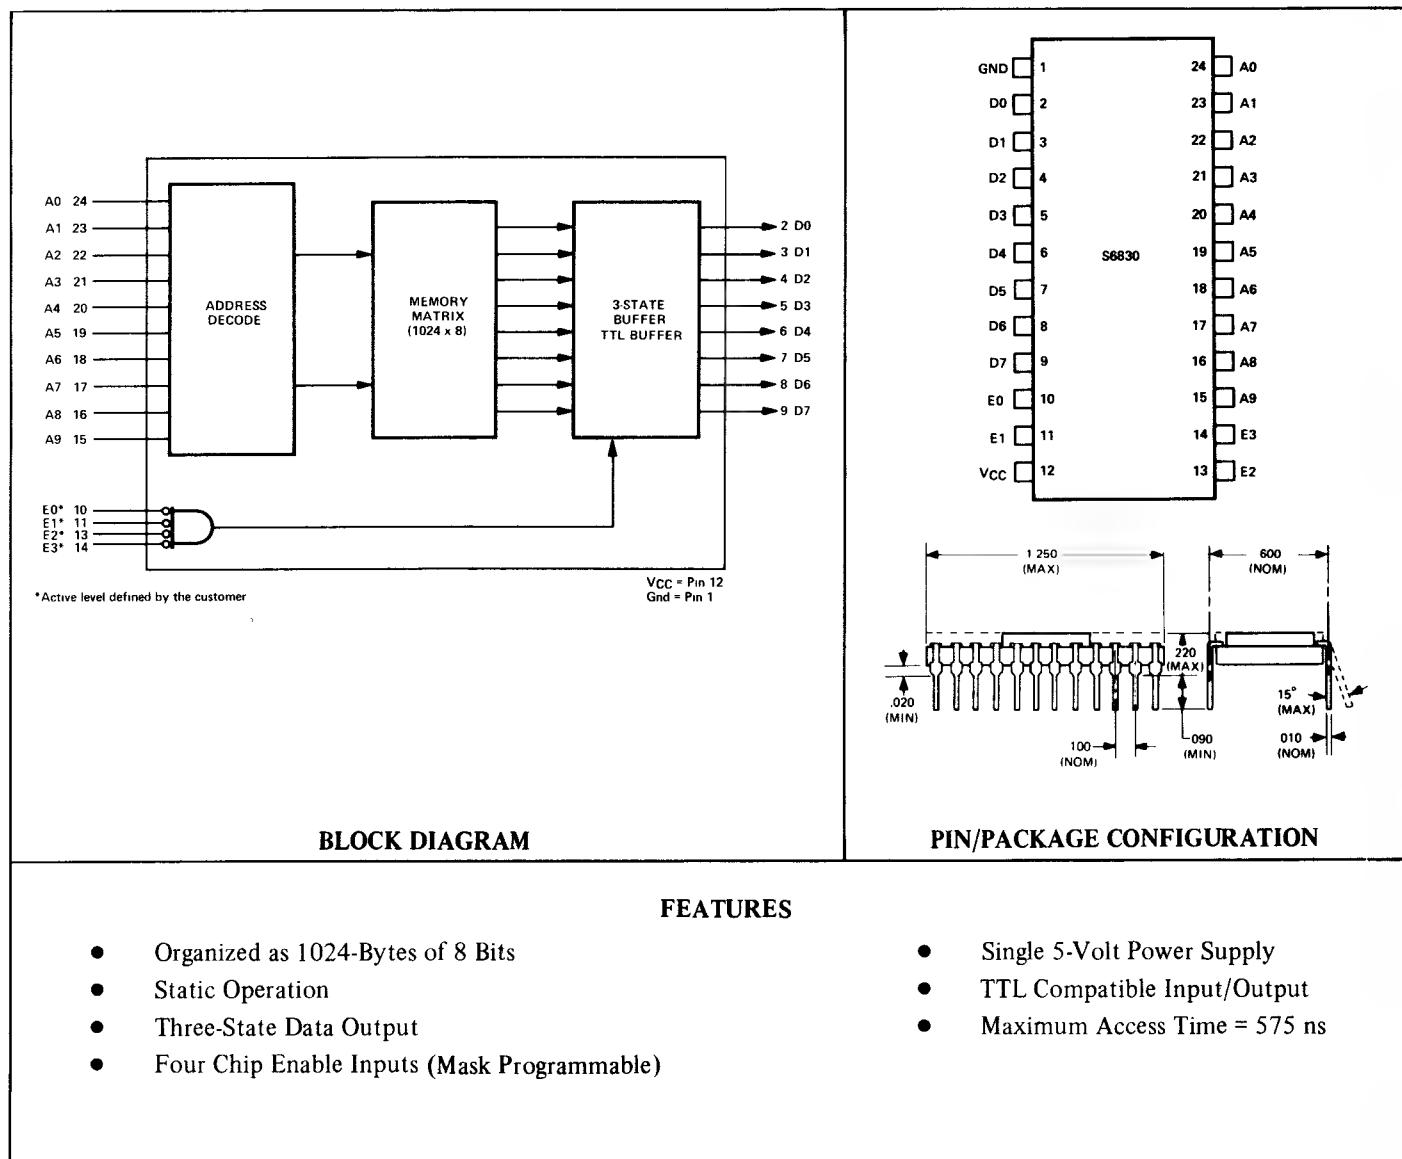 A0 24
A1 23
A2 22
A3 21
A4 20
A5 19
A6 18
A7 17
A8 16
A9 15
ADDRESS
DECODE
MEMORY
MATRIX
(1024 x 8)
3-STATE
BUFFER
TTL BUFFER
2 D0
3 D1
4 D2
5 D3
6 D4
7 D5
8 D6
9 D7
E0* 10
E1* 11
E2* 13
E3* 14
*Active level defined by the customer
VCC = Pin 12
Gnd = Pin 1
BLOCK DIAGRAM
GND 1 24 A0
D0 2 23 A1
D1 3 22 A2
D2 4 21 A3
D3 5 20 A4
D4 6 S6830 19 A5
D5 7 18 A6
D6 8 17 A7
D7 9 16 A8
E0 10 15 A9
E1 11 14 E3
VCC 12 13 E2
1 250
(MAX)
600
(NOM)
.020
(MIN)
220
(MAX)
100
(NOM)
090
(MIN)
15°
(MAX)
010
(NOM)
PIN/PACKAGE CONFIGURATION
FEATURES
● Organized as 1024-Bytes of 8 Bits
● Static Operation
● Three-State Data Output
● Four Chip Enable Inputs (Mask Programmable)
● Single 5-Volt Power Supply
● TTL Compatible Input/Output
● Maximum Access Time = 575 ns